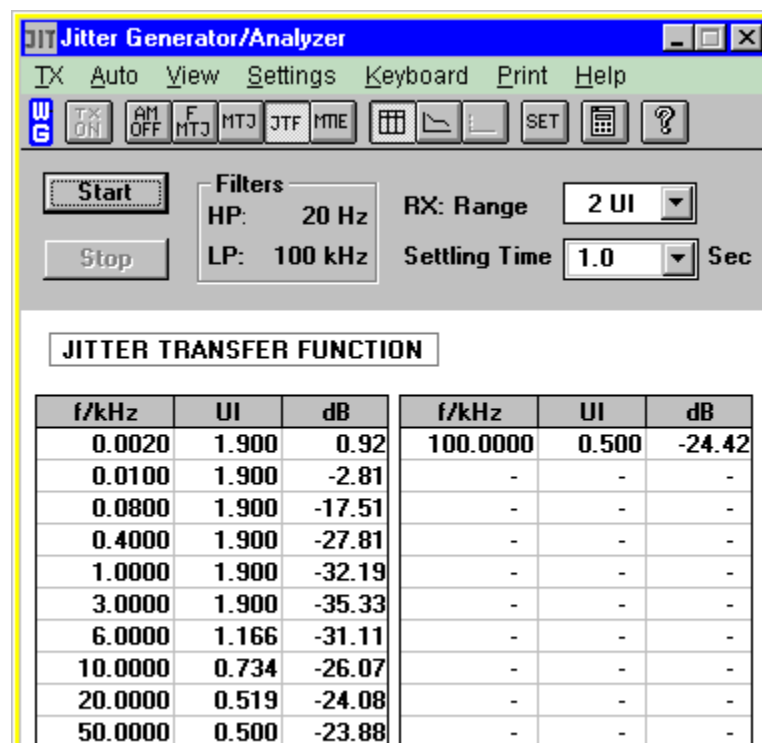 JIT Jitter Generator/Analyzer
TX Auto View Settings Keyboard Print Help
WG TX ON AM OFF F MTJ MTJ JTF MTIE SET ?
Start
Stop
Filters
HP: 20 Hz
LP: 100 kHz
RX: Range 2 UI
Settling Time 1.0 Sec
JITTER TRANSFER FUNCTION
f/kHz UI dB f/kHz UI dB
0.0020 1.900 0.92 100.0000 0.500 -24.42
0.0100 1.900 -2.81 - - -
0.0800 1.900 -17.51 - - -
0.4000 1.900 -27.81 - - -
1.0000 1.900 -32.19 - - -
3.0000 1.900 -35.33 - - -
6.0000 1.166 -31.11 - - -
10.0000 0.734 -26.07 - - -
20.0000 0.519 -24.08 - - -
50.0000 0.500 -23.88 - - -